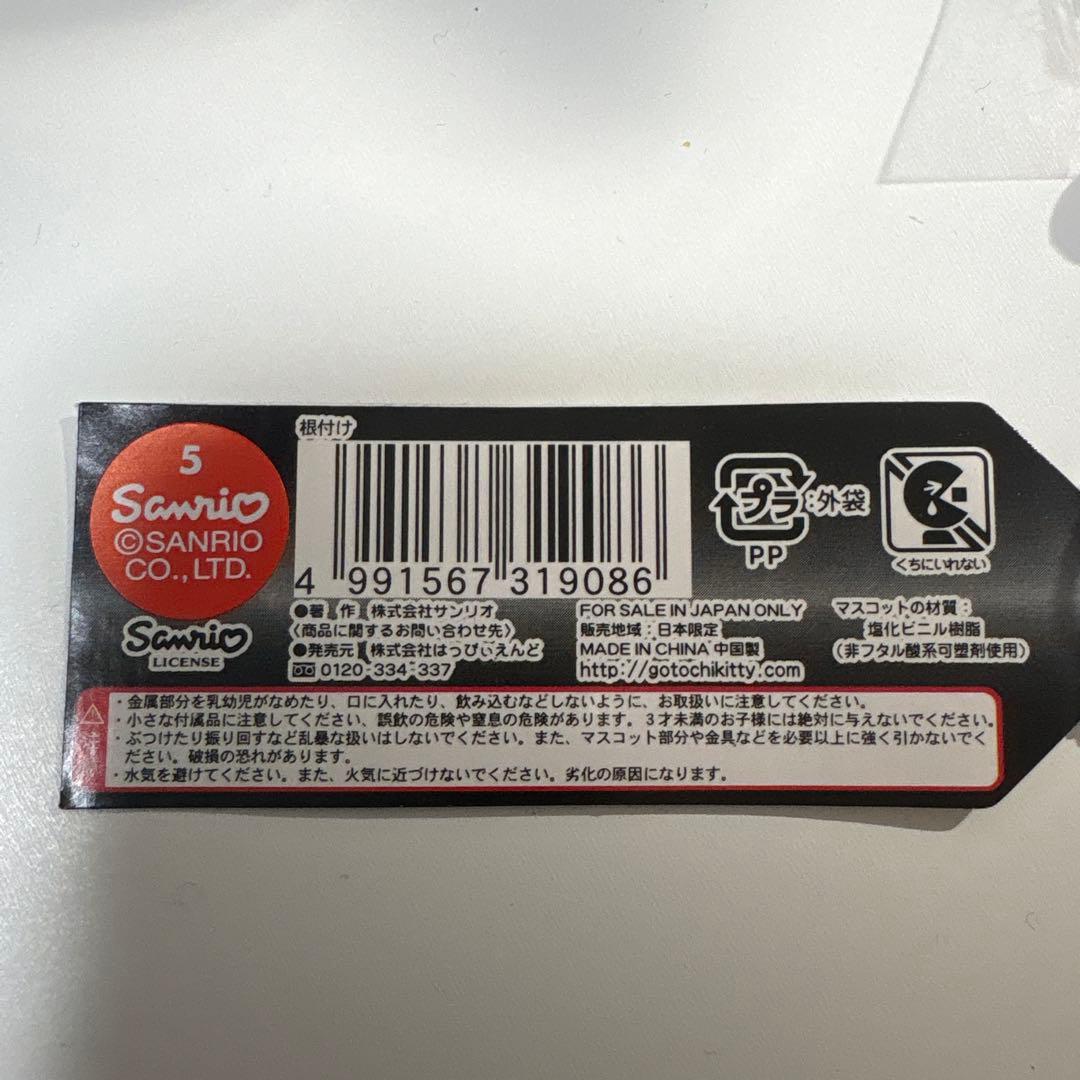 5
Sanrio
©SANRIO
CO.,LTD.
Sanrio
LICENSE
根付け
4 991567 319086
●著 作 株式会社サンリオ
〈商品に関するお問い合わせ先〉
●発売元 株式会社はっぴぃえんど
0120-334-337
FOR SALE IN JAPAN ONLY
販売地域:日本限定
MADE IN CHINA 中国製
http://gotochikitty.com
プラ:外袋
PP
くちにいれない
マスコットの材質:
塩化ビニル樹脂
(非フタル酸系可塑剤使用)
・金属部分を乳幼児がなめたり、口に入れたり、飲み込むなどしないように、お取扱いに注意してください。
・小さな付属品に注意してください、誤飲の危険や窒息の危険があります。3才未満のお子様には絶対に与えないでください。
・ぶつけたり振り回すなど乱暴な扱いはしないでください。また、マスコット部分や金具などを必要以上に強く引かないでく
ださい。破損の恐れがあります。
・水気を避けてください。また、火気に近づけないでください。劣化の原因になります。